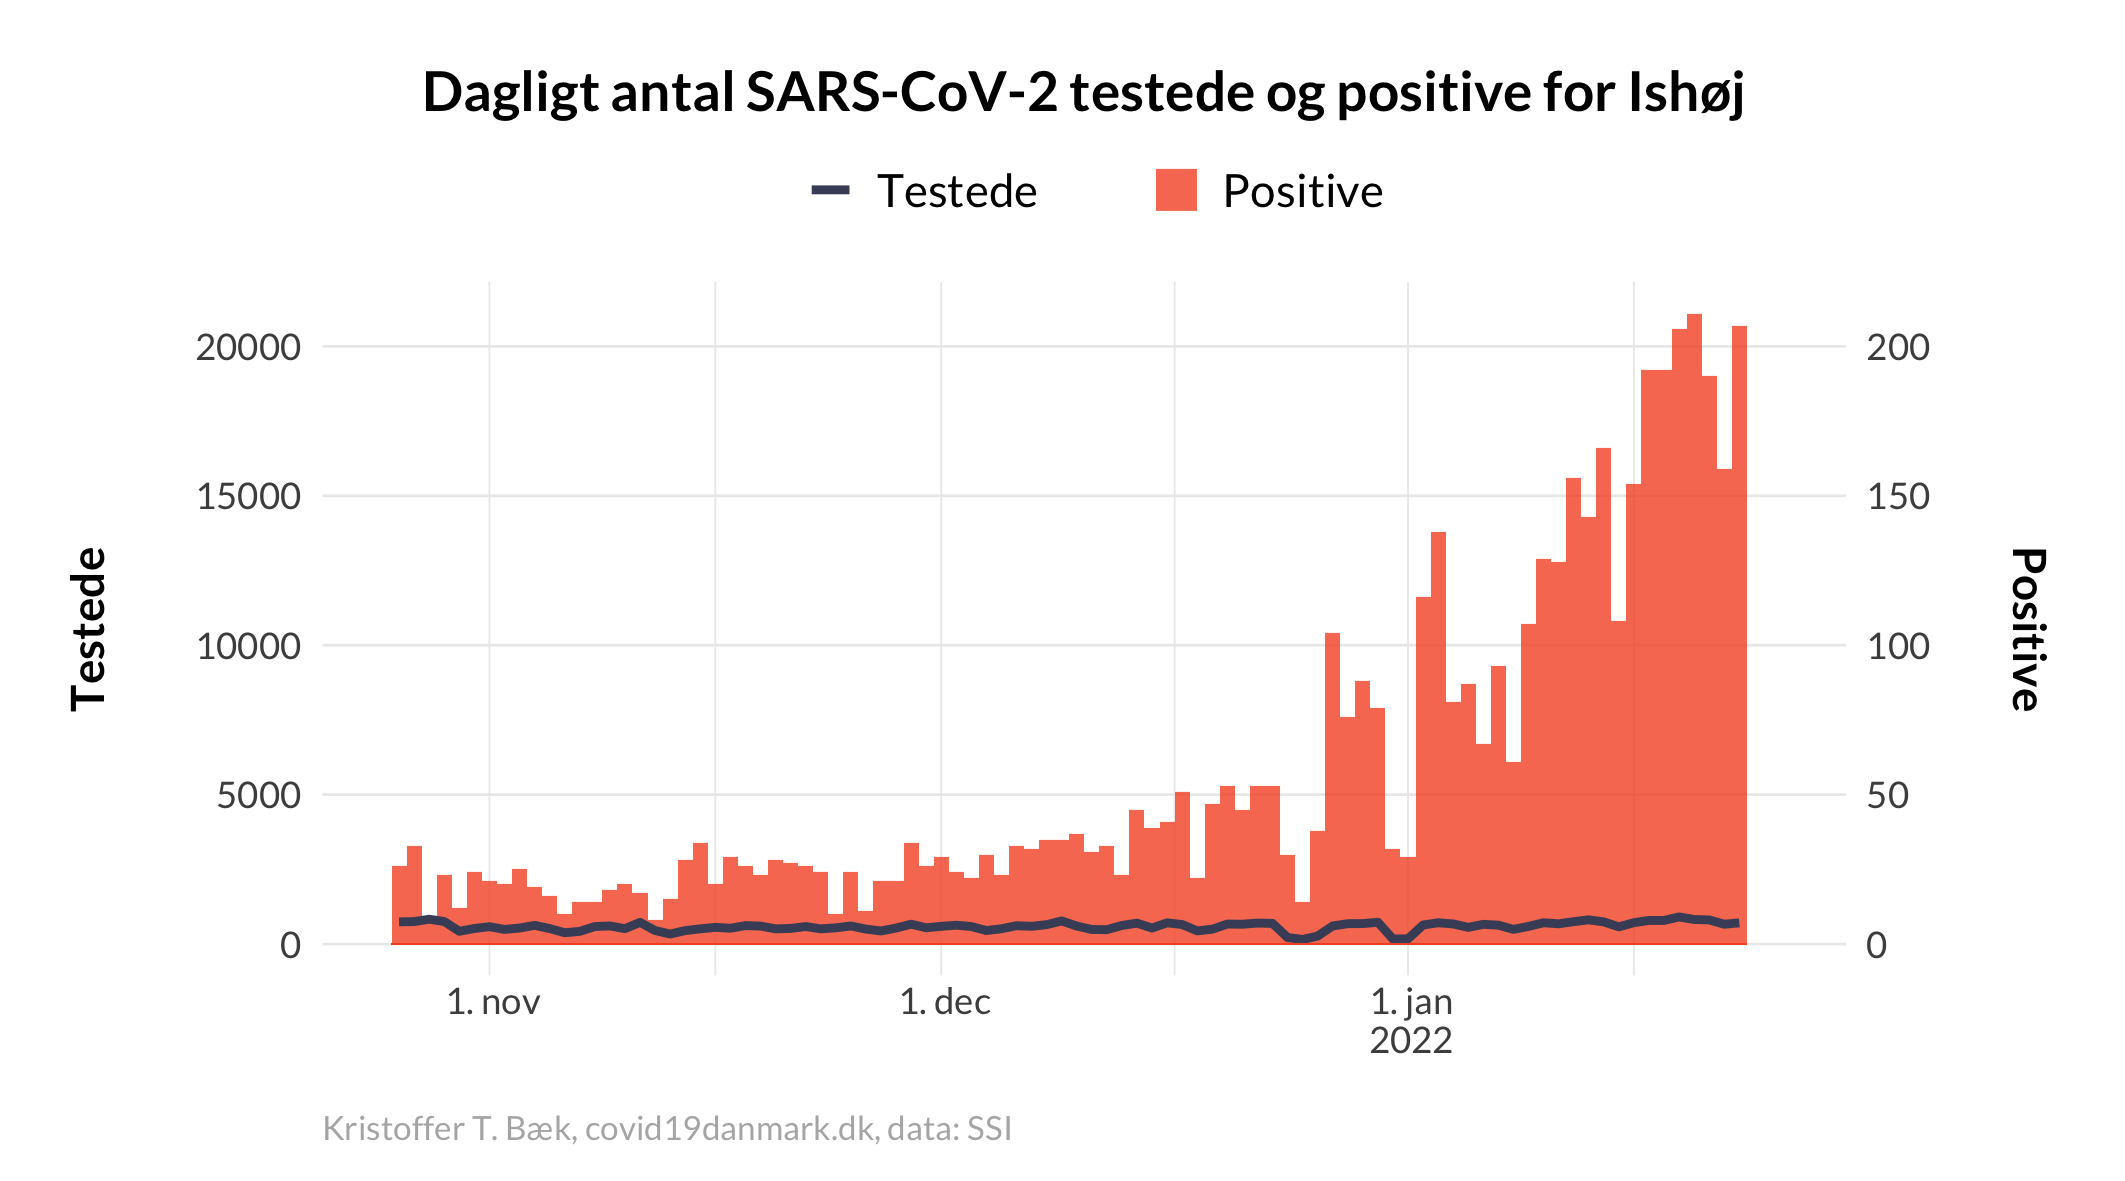 Dagligt antal SARS-CoV-2 testede og positive for Ishøj
Testede
Positive
20000
15000
10000
5000
0
Testede
200
150
100
50
0
Positive
1. nov
1. dec
1. jan
2022
Kristoffer T. Bæk, covid19danmark.dk, data: SSI